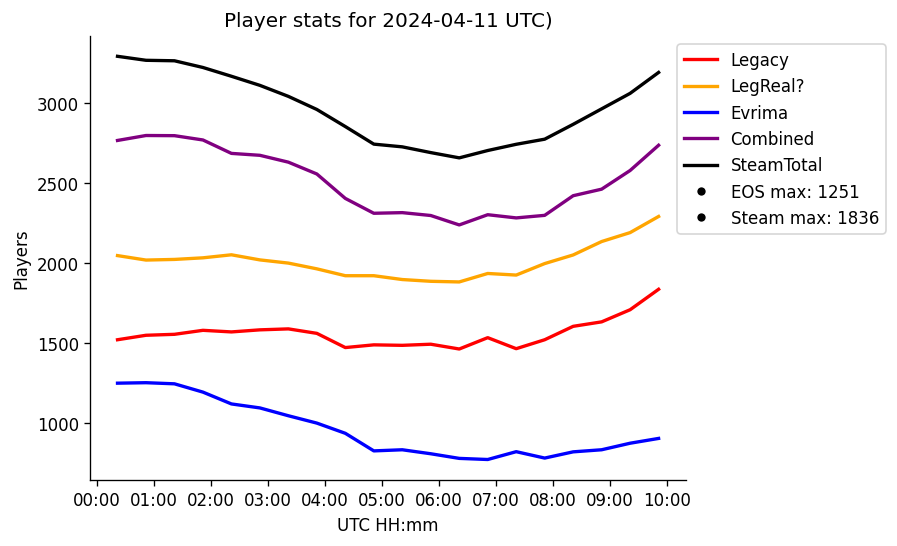 Player stats for 2024-04-11 UTC)
Players
3000
2500
2000
1500
1000
00:00 01:00 02:00 03:00 04:00 05:00 06:00 07:00 08:00 09:00 10:00
UTC HH:mm
Legacy
LegReal?
Evrima
Combined
SteamTotal
EOS max: 1251
Steam max: 1836